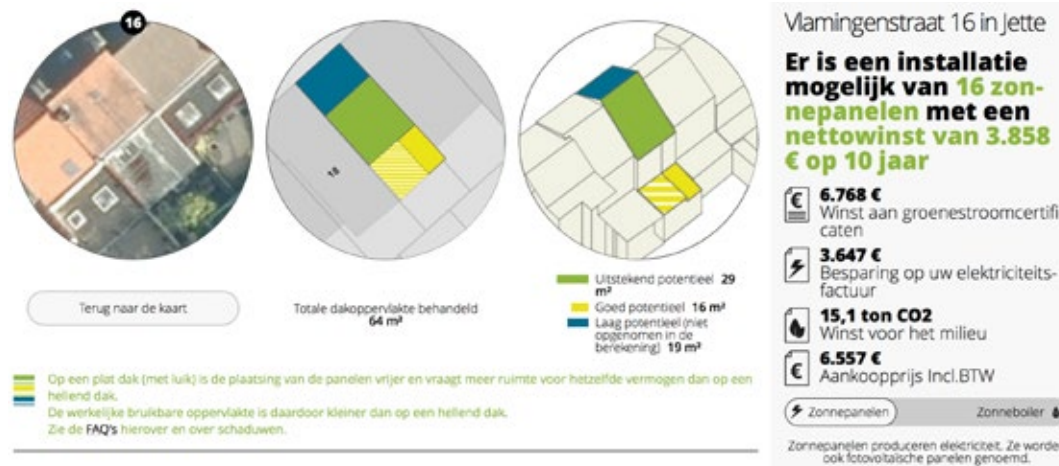 16
18
Terug naar de kaart
Totale dakoppervlakte behandeld
64 m²
Uitstekend potentieel 29
m²
Goed potentieel 16 m²
Laag potentieel (niet
opgenomen in de
berekening) 19 m²
Op een plat dak (met luik) is de plaatsing van de panelen vrijer en vraagt meer ruimte voor hetzelfde vermogen dan op een
hellend dak.
De werkelijke bruikbare oppervlakte is daardoor kleiner dan op een hellend dak.
Zie de FAQ's hierover en over schaduwen.
Vlamingenstraat 16 in Jette
Er is een installatie
mogelijk van 16 zon-
nepanelen met een
nettowinst van 3.858
€ op 10 jaar
6.768 €
Winst aan groenestroomcertifi
caten
3.647 €
Besparing op uw elektriciteits-
factuur
15,1 ton CO2
Winst voor het milieu
6.557 €
Aankoopprijs Incl.BTW
Zonnepanelen Zonneboiler
Zonnepanelen produceren elektriciteit. Ze worde
ook fotovoltaïsche panelen genoemd.